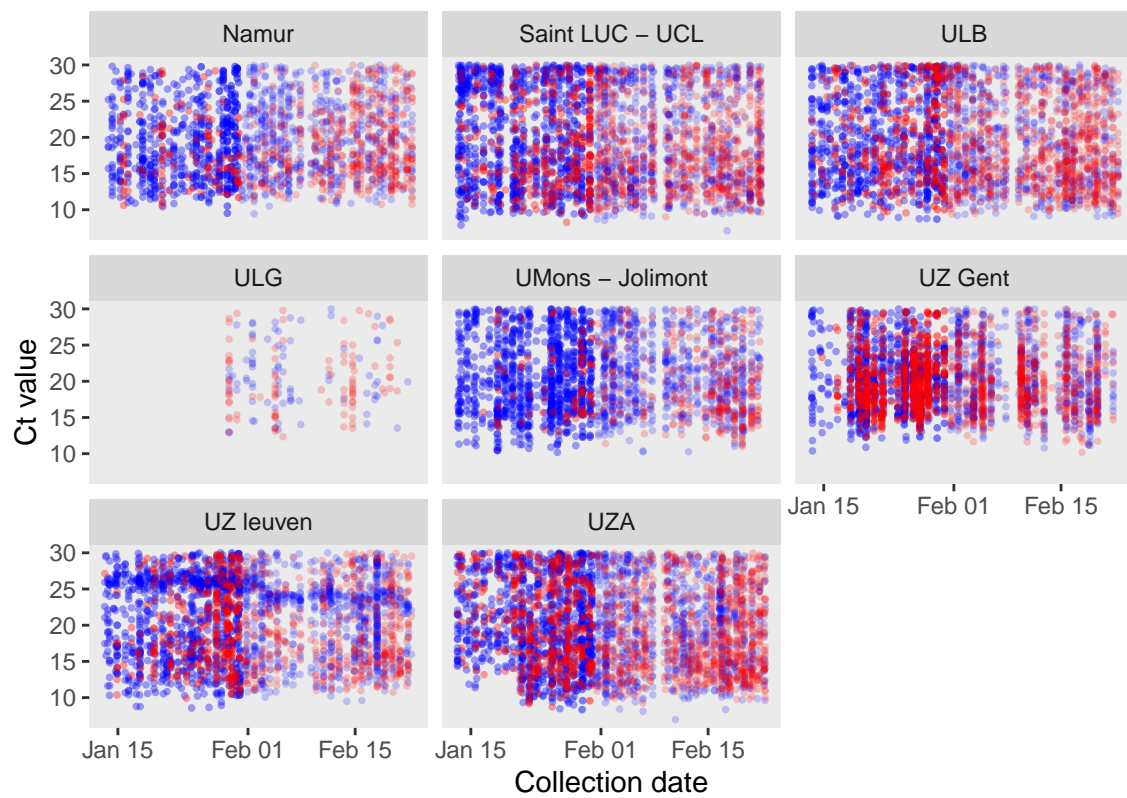 Namur
Saint LUC − UCL
ULB
30
25
20
15
10
ULG
UMons − Jolimont
UZ Gent
30
25
20
15
10
Ct value
Jan 15
Feb 01
Feb 15
UZ leuven
UZA
30
25
20
15
10
Jan 15
Feb 01
Feb 15
Jan 15
Feb 01
Feb 15
Collection date